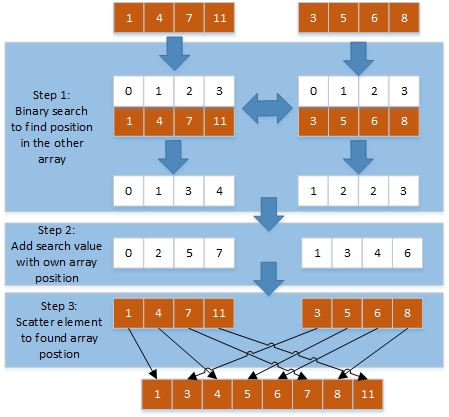 1 4 7 11 3 5 6 8
Step 1:
Binary search
to find position
in the other
array
0 1 2 3 0 1 2 3
1 4 7 11 3 5 6 8
0 1 3 4 1 2 2 3
Step 2:
Add search value
with own array
position
0 2 5 7 1 3 4 6
Step 3:
Scatter element
to found array
postion
1 4 7 11 3 5 6 8
1 3 4 5 6 7 8 11